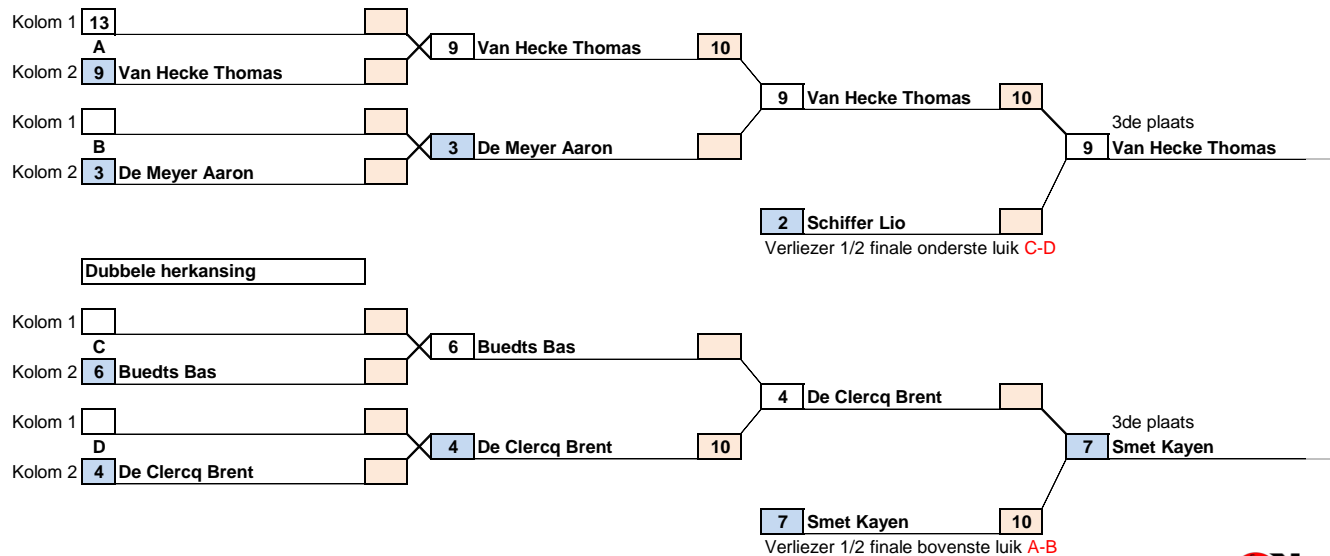 Kolom 1 13
A
Kolom 2 9 Van Hecke Thomas
9 Van Hecke Thomas 10
Kolom 1
B
Kolom 2 3 De Meyer Aaron
3 De Meyer Aaron
9 Van Hecke Thomas 10
3de plaats
9 Van Hecke Thomas
2 Schiffer Lio
Verliezer 1/2 finale onderste luik C-D
Dubbele herkansing
Kolom 1
C
Kolom 2 6 Buedts Bas
6 Buedts Bas
Kolom 1
D
Kolom 2 4 De Clercq Brent
4 De Clercq Brent 10
4 De Clercq Brent
3de plaats
7 Smet Kayen
7 Smet Kayen 10
Verliezer 1/2 finale bovenste luik A-B